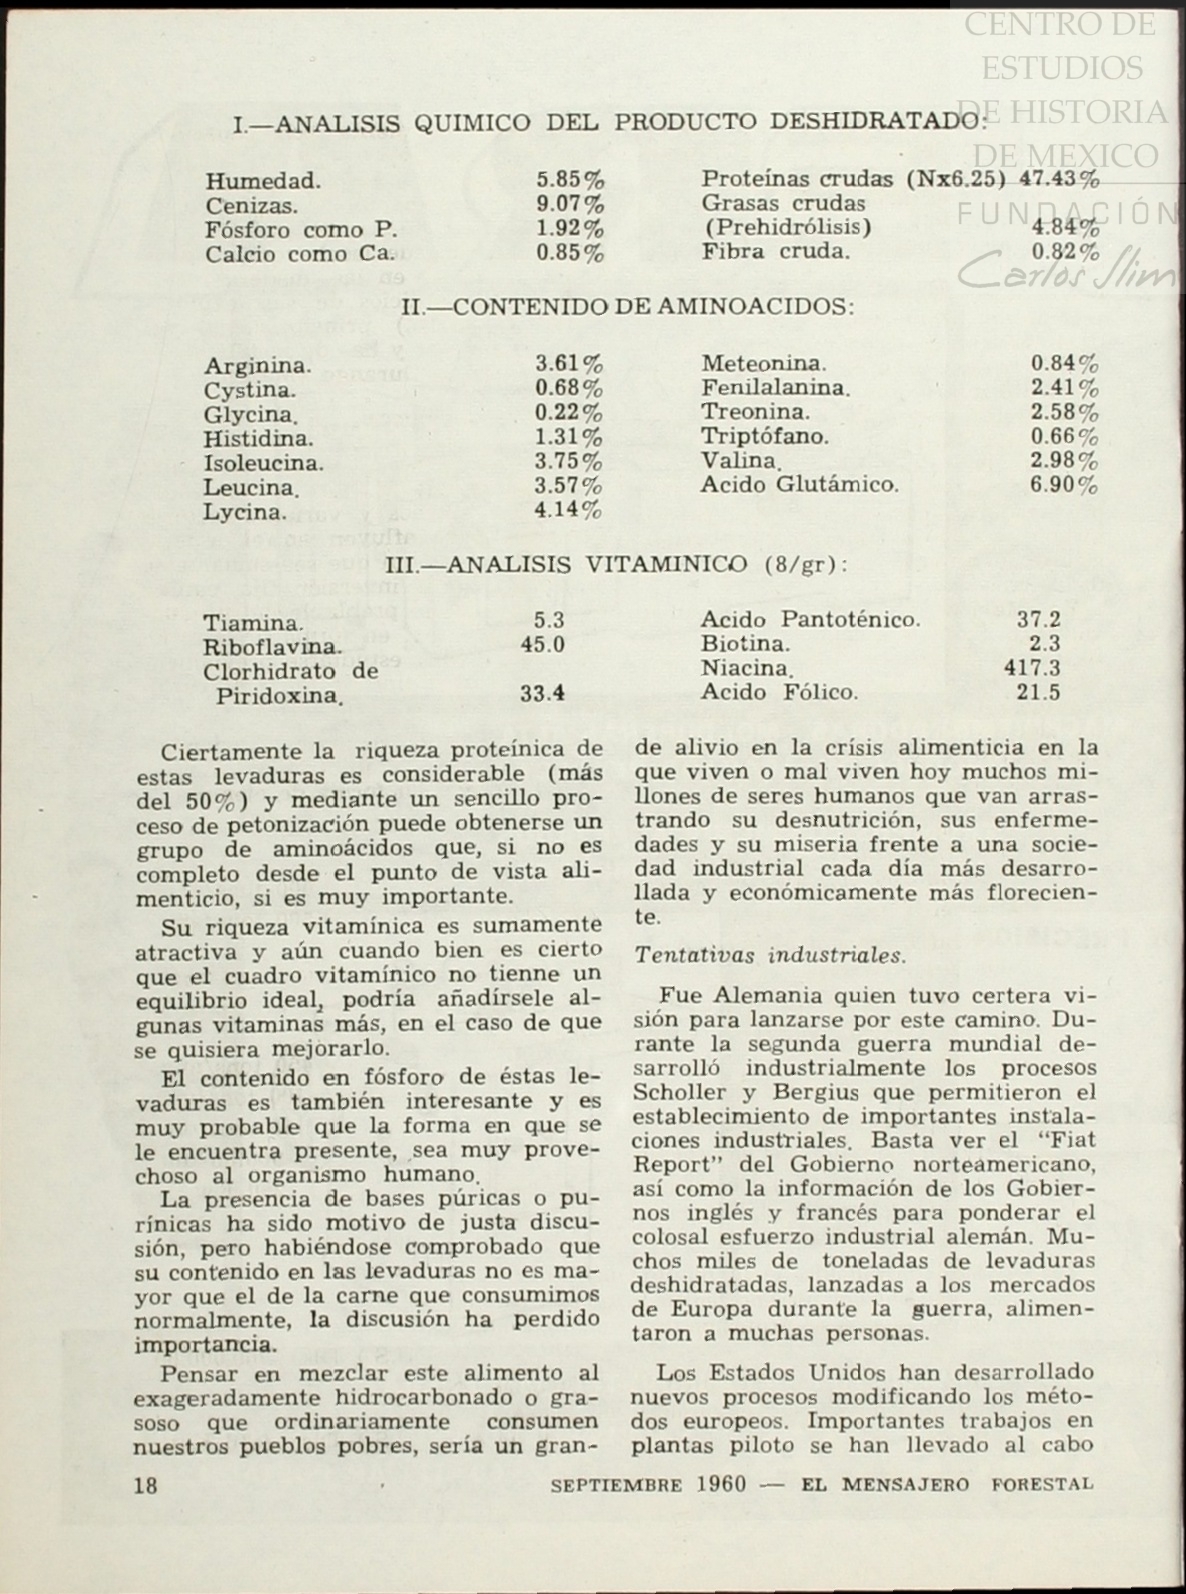 CENTRO DE
ESTUDIOS
DE HISTORIA
DE MEXICO
FUNDACIÓN
Carlos Slim
I.—ANALISIS QUIMICO DEL PRODUCTO DESHIDRATADO:
Humedad. 5.85% Proteínas crudas (Nx6.25) 47.43%
Cenizas. 9.07% Grasas crudas
Fósforo como P. 1.92% (Prehidrólisis) 4.84%
Calcio como Ca. 0.85% Fibra cruda. 0.82%
II.—CONTENIDO DE AMINOACIDOS:
Arginina. 3.61% Meteonina. 0.84%
Cystina. 0.68% Fenilalanina. 2.41%
Glycina. 0.22% Treonina. 2.58%
Histidina. 1.31% Triptófano. 0.66%
Isoleucina. 3.75% Valina. 2.98%
Leucina. 3.57% Acido Glutámico. 6.90%
Lycina. 4.14%
III.—ANALISIS VITAMINICO (8/gr):
Tiamina. 5.3 Acido Pantoténico. 37.2
Riboflavina. 45.0 Biotina. 2.3
Clorhidrato de Niacina. 417.3
Piridoxina. 33.4 Acido Fólico. 21.5
Ciertamente la riqueza proteínica de
estas levaduras es considerable (más
del 50%) y mediante un sencillo pro-
ceso de petonización puede obtenerse un
grupo de aminoácidos que, si no es
completo desde el punto de vista ali-
menticio, si es muy importante.
Su riqueza vitamínica es sumamente
atractiva y aún cuando bien es cierto
que el cuadro vitamínico no tienne un
equilibrio ideal, podría añadírsele al-
gunas vitaminas más, en el caso de que
se quisiera mejorarlo.
El contenido en fósforo de éstas le-
vaduras es también interesante y es
muy probable que la forma en que se
le encuentra presente, sea muy prove-
choso al organismo humano.
La presencia de bases púricas o pu-
rínicas ha sido motivo de justa discu-
sión, pero habiéndose comprobado que
su contenido en las levaduras no es ma-
yor que el de la carne que consumimos
normalmente, la discusión ha perdido
importancia.
Pensar en mezclar este alimento al
exageradamente hidrocarbonado o gra-
soso que ordinariamente consumen
nuestros pueblos pobres, sería un gran-
de alivio en la crísis alimenticia en la
que viven o mal viven hoy muchos mi-
llones de seres humanos que van arras-
trando su desnutrición, sus enferme-
dades y su miseria frente a una socie-
dad industrial cada día más desarro-
llada y económicamente más florecien-
te.
Tentativas industriales.
Fue Alemania quien tuvo certera vi-
sión para lanzarse por este camino. Du-
rante la segunda guerra mundial de-
sarrolló industrialmente los procesos
Scholler y Bergius que permitieron el
establecimiento de importantes instala-
ciones industriales. Basta ver el “Fiat
Report” del Gobierno norteamericano,
así como la información de los Gobier-
nos inglés y francés para ponderar el
colosal esfuerzo industrial alemán. Mu-
chos miles de toneladas de levaduras
deshidratadas, lanzadas a los mercados
de Europa durante la guerra, alimen-
taron a muchas personas.
Los Estados Unidos han desarrollado
nuevos procesos modificando los méto-
dos europeos. Importantes trabajos en
plantas piloto se han llevado al cabo
18 SEPTIEMBRE 1960 — EL MENSAJERO FORESTAL